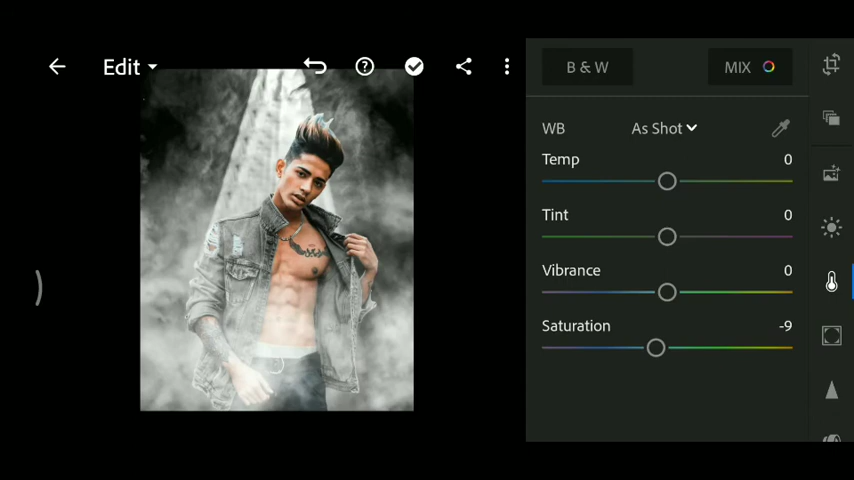 Edit
B & W
MIX
WB
As Shot
Temp
0
Tint
0
Vibrance
0
Saturation
-9